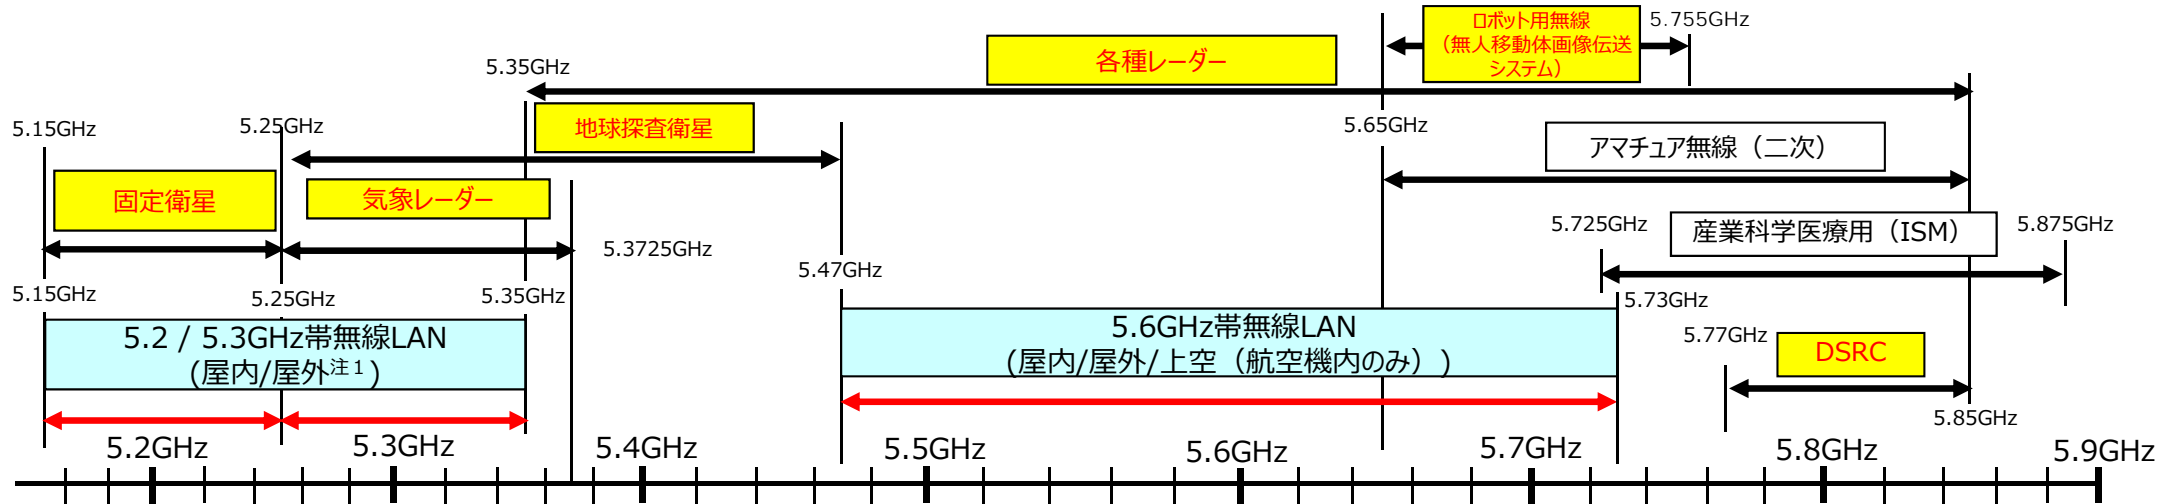 ロボット用無線
（無人移動体画像伝送
システム）
5.755GHz
各種レーダー
5.35GHz
地球探査衛星
5.15GHz
5.25GHz
5.65GHz
アマチュア無線（二次）
固定衛星
気象レーダー
5.725GHz
産業科学医療用（ISM）
5.875GHz
5.3725GHz
5.47GHz
5.15GHz
5.25GHz
5.35GHz
5.73GHz
5.2 / 5.3GHz帯無線LAN
(屋内/屋外注１)
5.6GHz帯無線LAN
(屋内/屋外/上空（航空機内のみ）)
5.77GHz
DSRC
5.85GHz
5.2GHz
5.3GHz
5.4GHz
5.5GHz
5.6GHz
5.7GHz
5.8GHz
5.9GHz